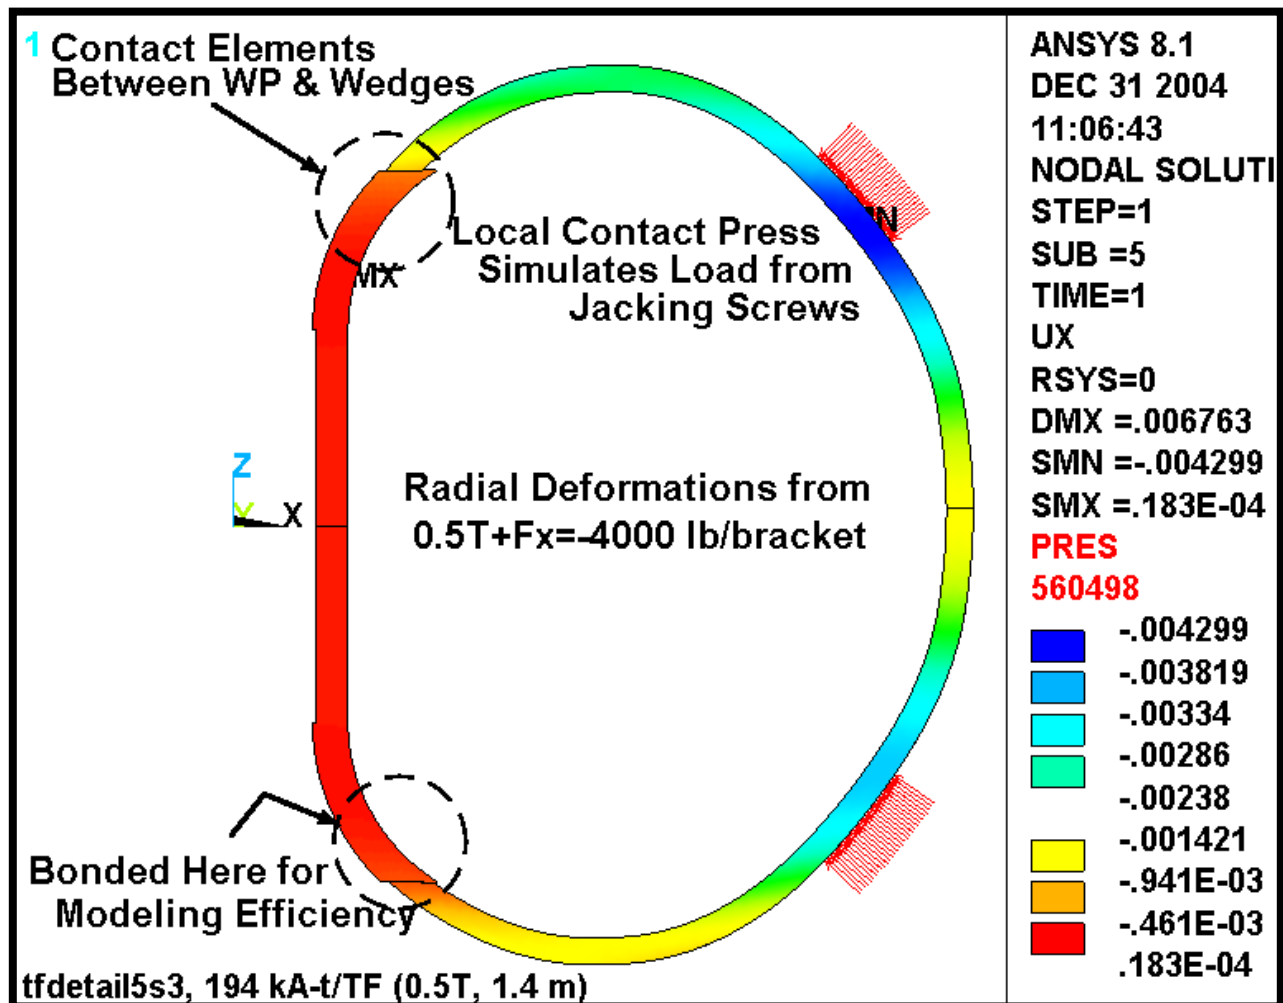 1 Contact Elements
Between WP & Wedges
MX
Local Contact Press
Simulates Load from
Jacking Screws
Z
Y
X
Radial Deformations from
0.5T+Fx=-4000 lb/bracket
Bonded Here for
Modeling Efficiency
tfdetail5s3, 194 kA-t/TF (0.5T, 1.4 m)
ANSYS 8.1
DEC 31 2004
11:06:43
NODAL SOLUTI
STEP=1
SUB =5
TIME=1
UX
RSYS=0
DMX =.006763
SMN =-.004299
SMX =.183E-04
PRES
560498
-.004299
-.003819
-.00334
-.00286
-.00238
-.001421
-.941E-03
-.461E-03
.183E-04